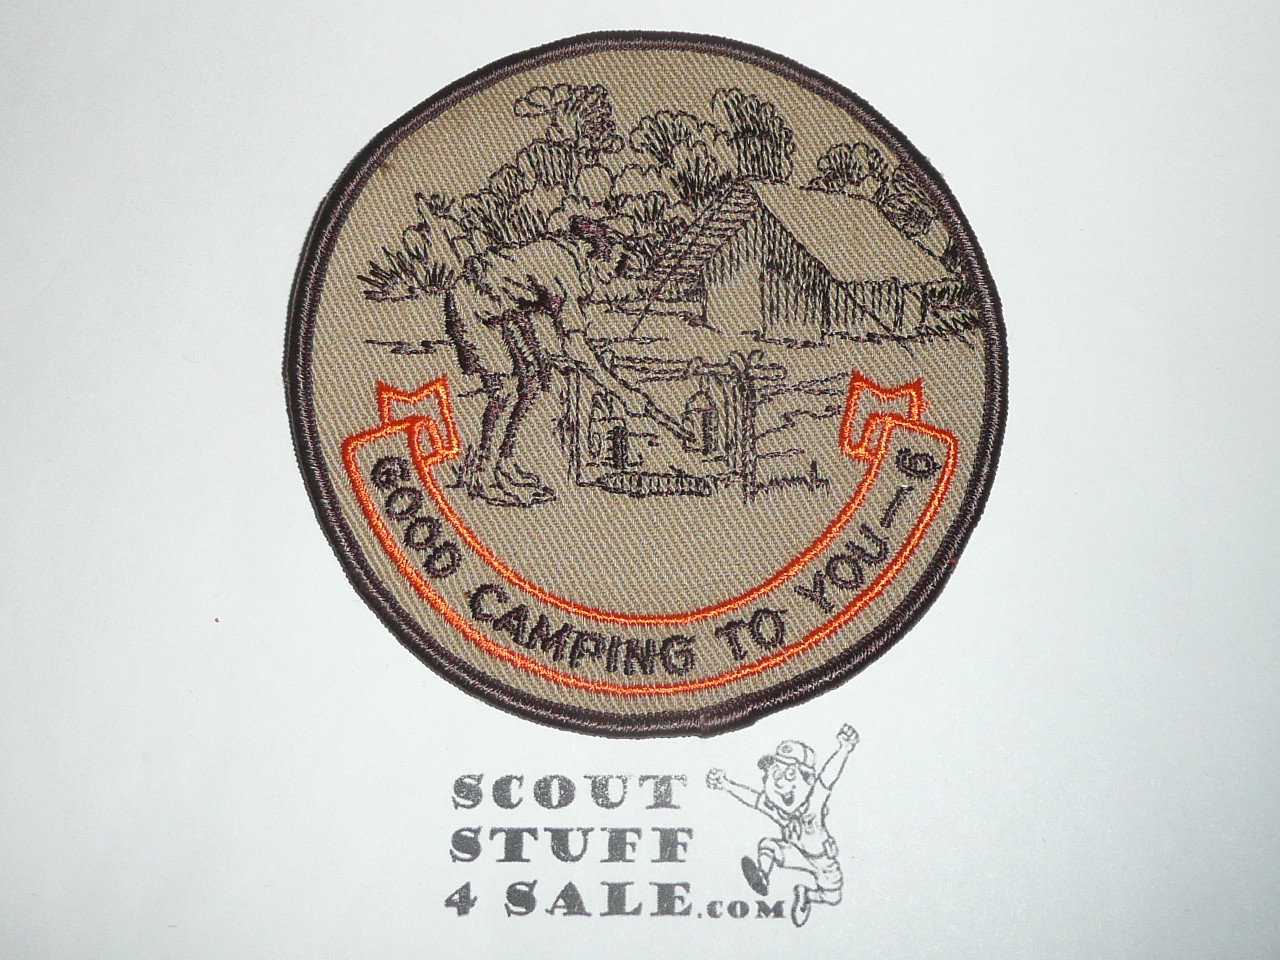 GOOD CAMPING TO YOU-6
SCOUT
STUFF
4 SALE.COM